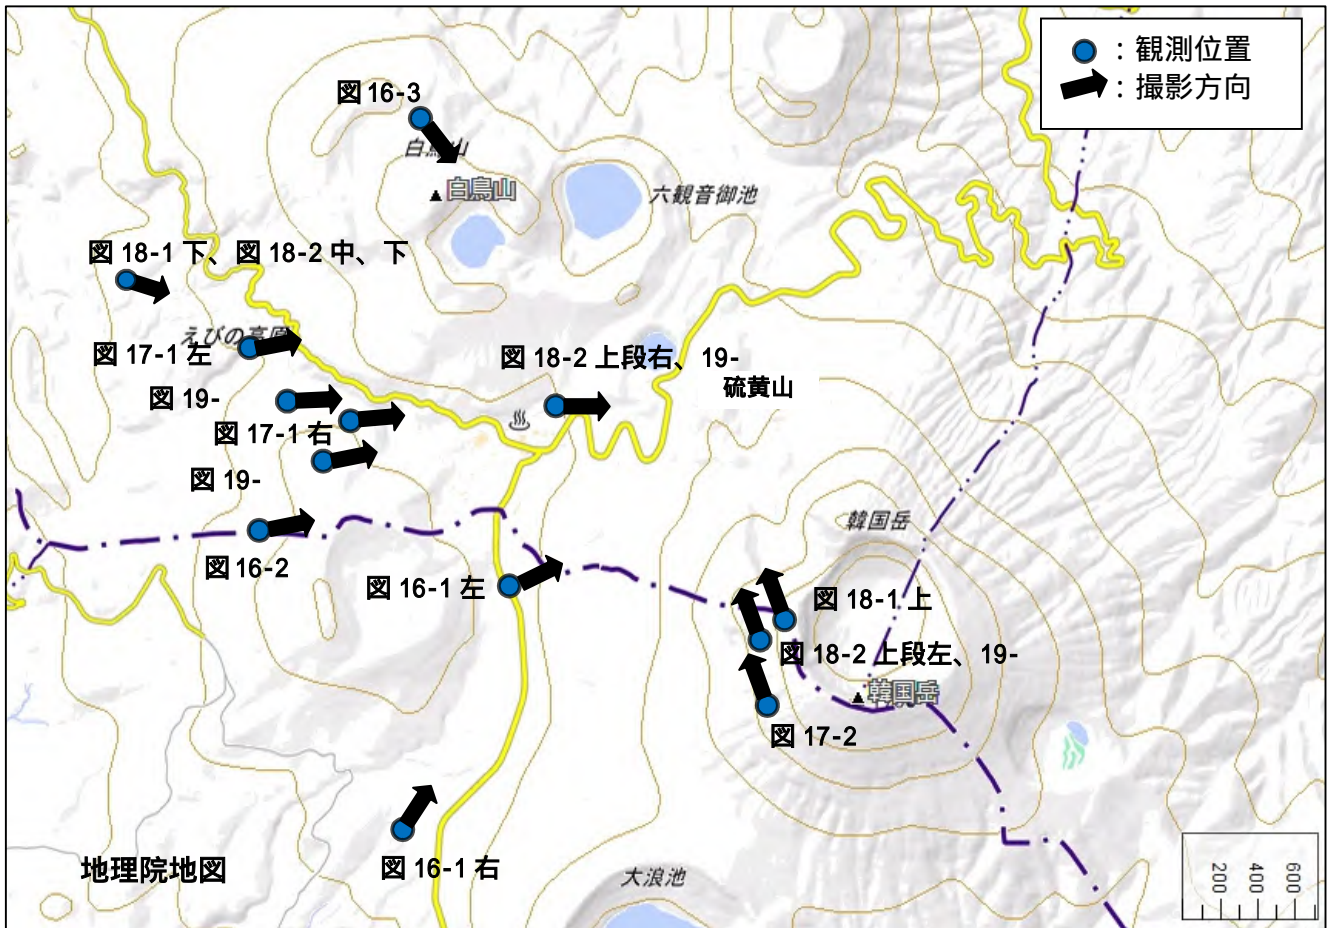 ：観測位置
：撮影方向
図 16-3
白鳥山
白鳥山
六観音御池
図 18-1 下、図 18-2 中、下
えびの高原
図 17-1 左
図 18-2 上段右、19-
硫黄山
図 19-
図 17-1 右
図 19-
韓国岳
図 16-2
図 16-1 左
図 18-1 上
図 18-2 上段左、19-
韓国岳
図 17-2
地理院地図
図 16-1 右
大浪池
200
400
600